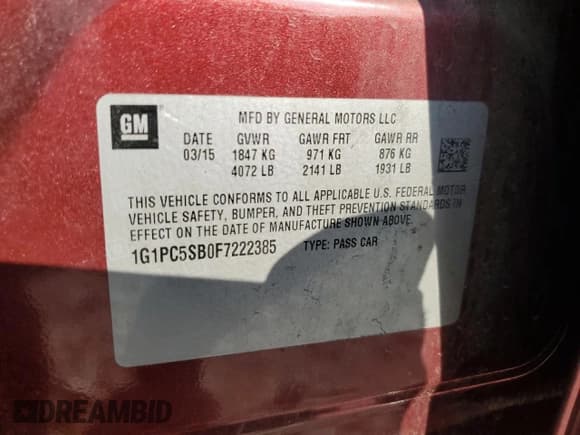 GM
MFD BY GENERAL MOTORS LLC
DATE GVWR GAWR FRT GAWR RR
03/15 1847 KG 971 KG 876 KG
4072 LB 2141 LB 1931 LB
THIS VEHICLE CONFORMS TO ALL APPLICABLE U.S. FEDERAL MOTOR
VEHICLE SAFETY, BUMPER, AND THEFT PREVENTION STANDARDS IN
EFFECT ON THE DATE OF MANUFACTURE SHOWN ABOVE.
1G1PC5SB0F7222385 TYPE: PASS CAR
DREAMBID